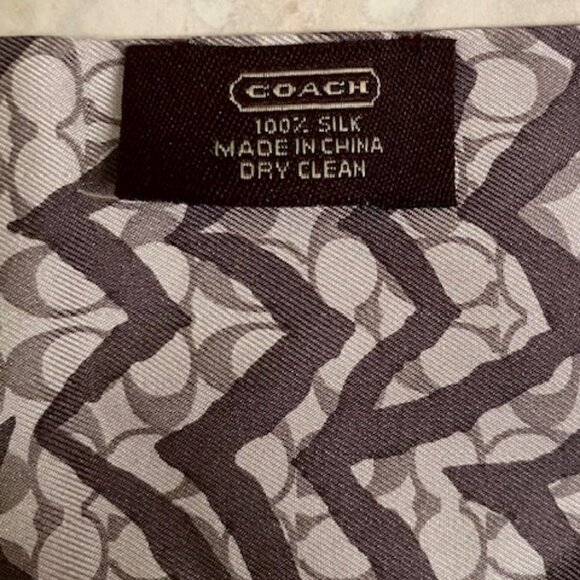 COACH
100% SILK
MADE IN CHINA
DRY CLEAN